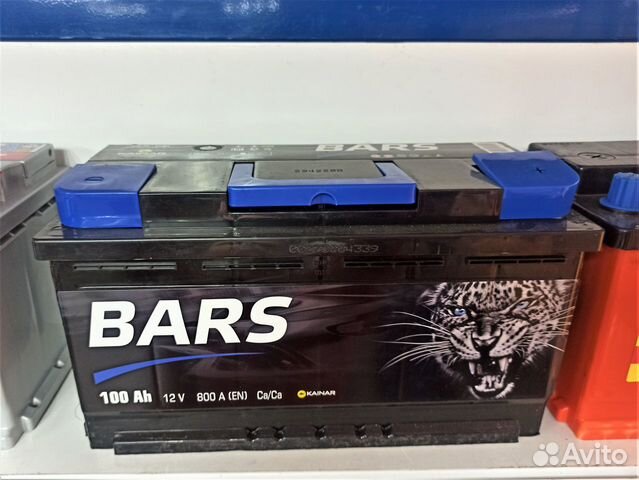 BARS
BARS
100 Ah 12 V 800 A (EN) Ca/Ca KAINAR
Avito